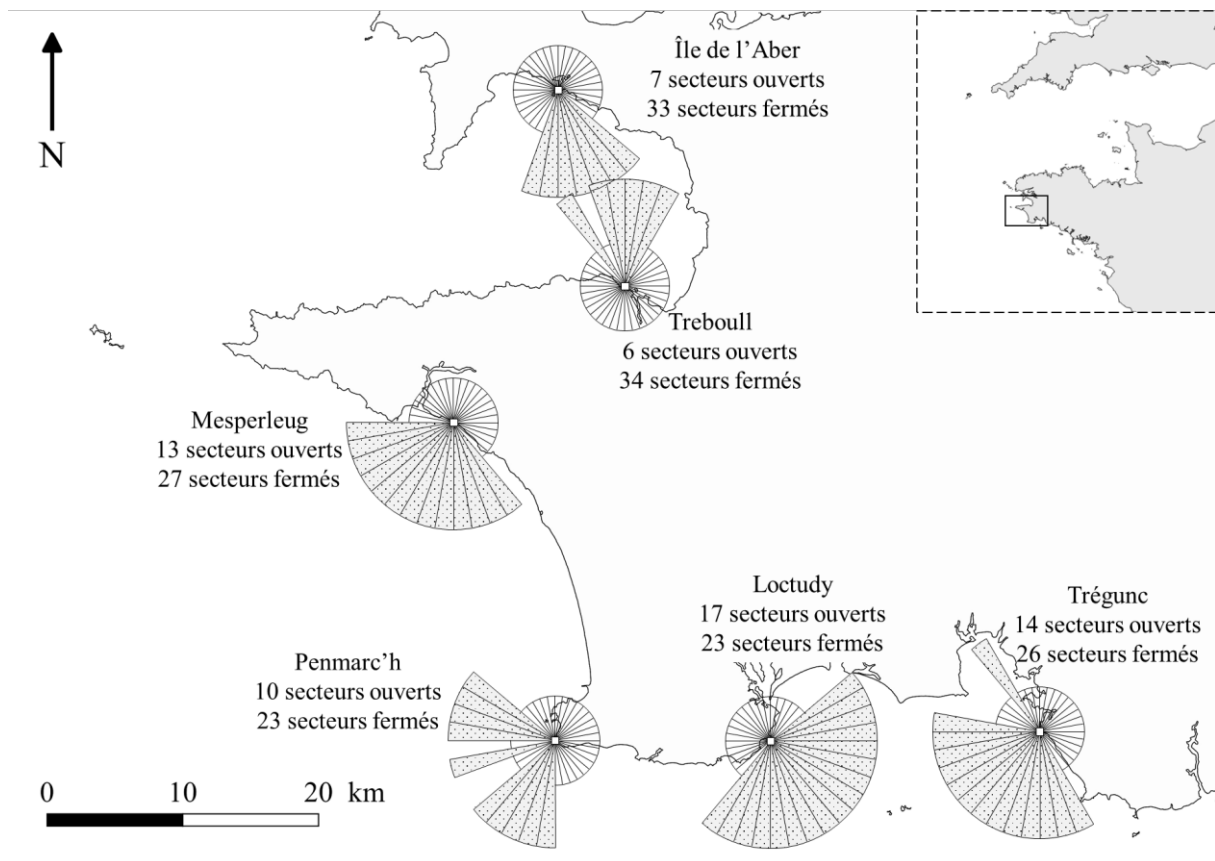 Île de l’Aber
7 secteurs ouverts
33 secteurs fermés
N
Treboull
6 secteurs ouverts
34 secteurs fermés
Mesperleug
13 secteurs ouverts
27 secteurs fermés
Loctudy
17 secteurs ouverts
23 secteurs fermés
Trégunc
14 secteurs ouverts
26 secteurs fermés
Penmarc’h
10 secteurs ouverts
23 secteurs fermés
0 10 20 km